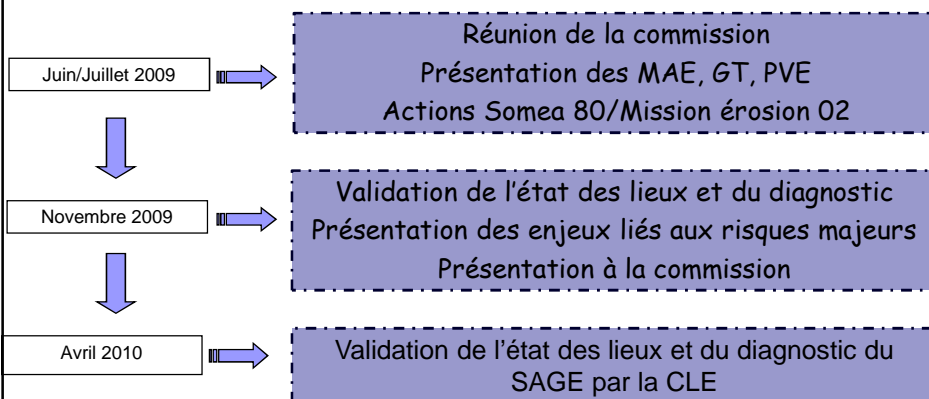 Juin/Juillet 2009
Réunion de la commission
Présentation des MAE, GT, PVE
Actions Somea 80/Mission érosion 02
Novembre 2009
Validation de l'état des lieux et du diagnostic
Présentation des enjeux liés aux risques majeurs
Présentation à la commission
Avril 2010
Validation de l'état des lieux et du diagnostic du
SAGE par la CLE